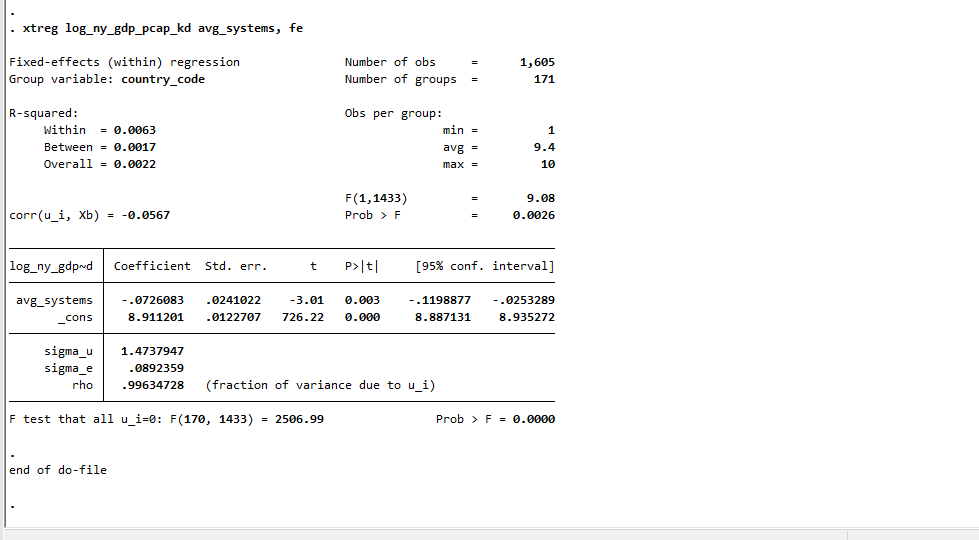 .
. xtreg log_ny_gdp_pcap_kd avg_systems, fe
Fixed-effects (within) regression Number of obs = 1,605
Group variable: country_code Number of groups = 171
R-squared: Obs per group:
Within = 0.0063 min = 1
Between = 0.0017 avg = 9.4
Overall = 0.0022 max = 10
F(1,1433) = 9.08
corr(u_i, Xb) = -0.0567 Prob > F = 0.0026
log_ny_gdp~d Coefficient Std. err. t P>|t| [95% conf. interval]
avg_systems -.0726083 .0241022 -3.01 0.003 -.1198877 -.0253289
_cons 8.911201 .0122707 726.22 0.000 8.887131 8.935272
sigma_u 1.4737947
sigma_e .0892359
rho .99634728 (fraction of variance due to u_i)
F test that all u_i=0: F(170, 1433) = 2506.99 Prob > F = 0.0000
.
end of do-file
.